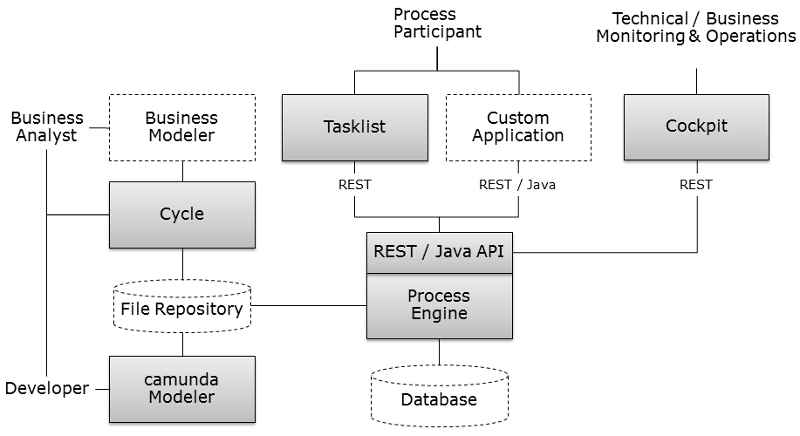 Process
Participant
Technical / Business
Monitoring & Operations
Business
Analyst
Business
Modeler
Tasklist
Custom
Application
Cockpit
REST
REST / Java
REST
Cycle
REST / Java API
File Repository
Process
Engine
Developer
camunda
Modeler
Database